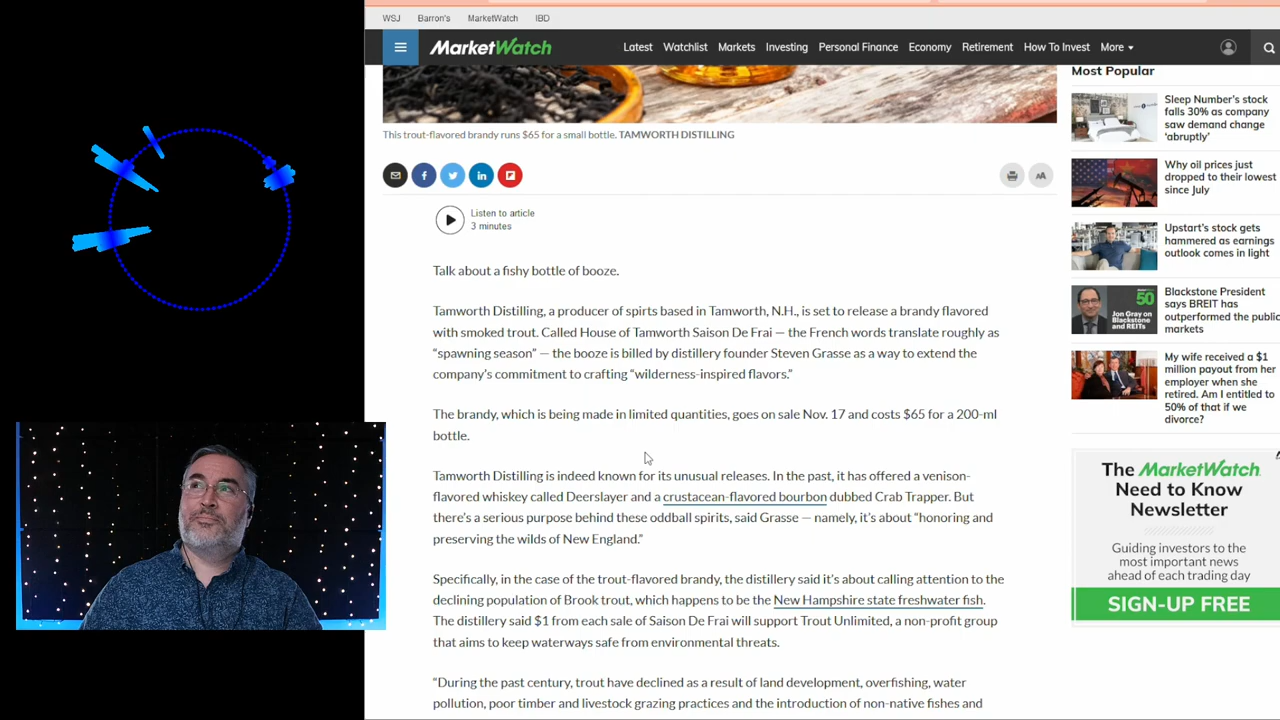 WSJ Barron's MarketWatch IBD
MarketWatch Latest Watchlist Markets Investing Personal Finance Economy Retirement How To Invest More
This trout-flavored brandy runs $65 for a small bottle. TAMWORTH DISTILLING
Listen to article
3 minutes
Talk about a fishy bottle of booze.
Tamworth Distilling, a producer of spirts based in Tamworth, N.H., is set to release a brandy flavored
with smoked trout. Called House of Tamworth Saison De Frai — the French words translate roughly as
“spawning season” — the booze is billed by distillery founder Steven Grasse as a way to extend the
company’s commitment to crafting “wilderness-inspired flavors.”
The brandy, which is being made in limited quantities, goes on sale Nov. 17 and costs $65 for a 200-ml
bottle.
Tamworth Distilling is indeed known for its unusual releases. In the past, it has offered a venison-
flavored whiskey called Deerslayer and a crustacean-flavored bourbon dubbed Crab Trapper. But
there’s a serious purpose behind these oddball spirits, said Grasse — namely, it’s about “honoring and
preserving the wilds of New England.”
Specifically, in the case of the trout-flavored brandy, the distillery said it’s about calling attention to the
declining population of Brook trout, which happens to be the New Hampshire state freshwater fish.
The distillery said $1 from each sale of Saison De Frai will support Trout Unlimited, a non-profit group
that aims to keep waterways safe from environmental threats.
“During the past century, trout have declined as a result of land development, overfishing, water
pollution, poor timber and livestock grazing practices and the introduction of non-native fishes and
Most Popular
Sleep Number’s stock
falls 30% as company
saw demand change
‘abruptly’
Why oil prices just
dropped to their lowest
since July
Upstart’s stock gets
hammered as earnings
outlook comes in light
MarketWatch
50
Jon Gray on
Blackstone
and REITs
Blackstone President
says BREIT has
outperformed the public
markets
My wife received a $1
million payout from her
employer when she
retired. Am I entitled to
50% of that if we
divorce?
The MarketWatch
Need to Know
Newsletter
Guiding investors to the
most important news
ahead of each trading day
SIGN-UP FREE